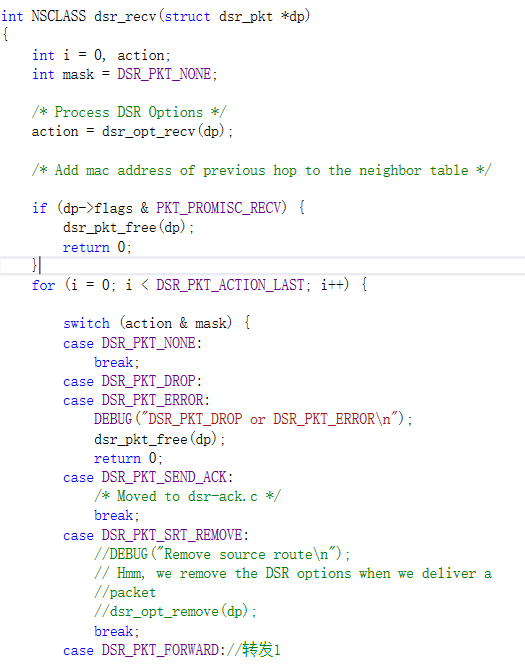 int NSCLASS dsr_recv(struct dsr_pkt *dp)
{
    int i = 0, action;
    int mask = DSR_PKT_NONE;

    /* Process DSR Options */
    action = dsr_opt_recv(dp);

    /* Add mac address of previous hop to the neighbor table */

    if (dp->flags & PKT_PROMISC_RECV) {
        dsr_pkt_free(dp);
        return 0;
    }
    for (i = 0; i < DSR_PKT_ACTION_LAST; i++) {

        switch (action & mask) {
        case DSR_PKT_NONE:
            break;
        case DSR_PKT_DROP:
        case DSR_PKT_ERROR:
            DEBUG("DSR_PKT_DROP or DSR_PKT_ERROR\n");
            dsr_pkt_free(dp);
            return 0;
        case DSR_PKT_SEND_ACK:
            /* Moved to dsr-ack.c */
            break;
        case DSR_PKT_SRT_REMOVE:
            //DEBUG("Remove source route\n");
            // Hmm, we remove the DSR options when we deliver a
            //packet
            //dsr_opt_remove(dp);
            break;
        case DSR_PKT_FORWARD://转发1